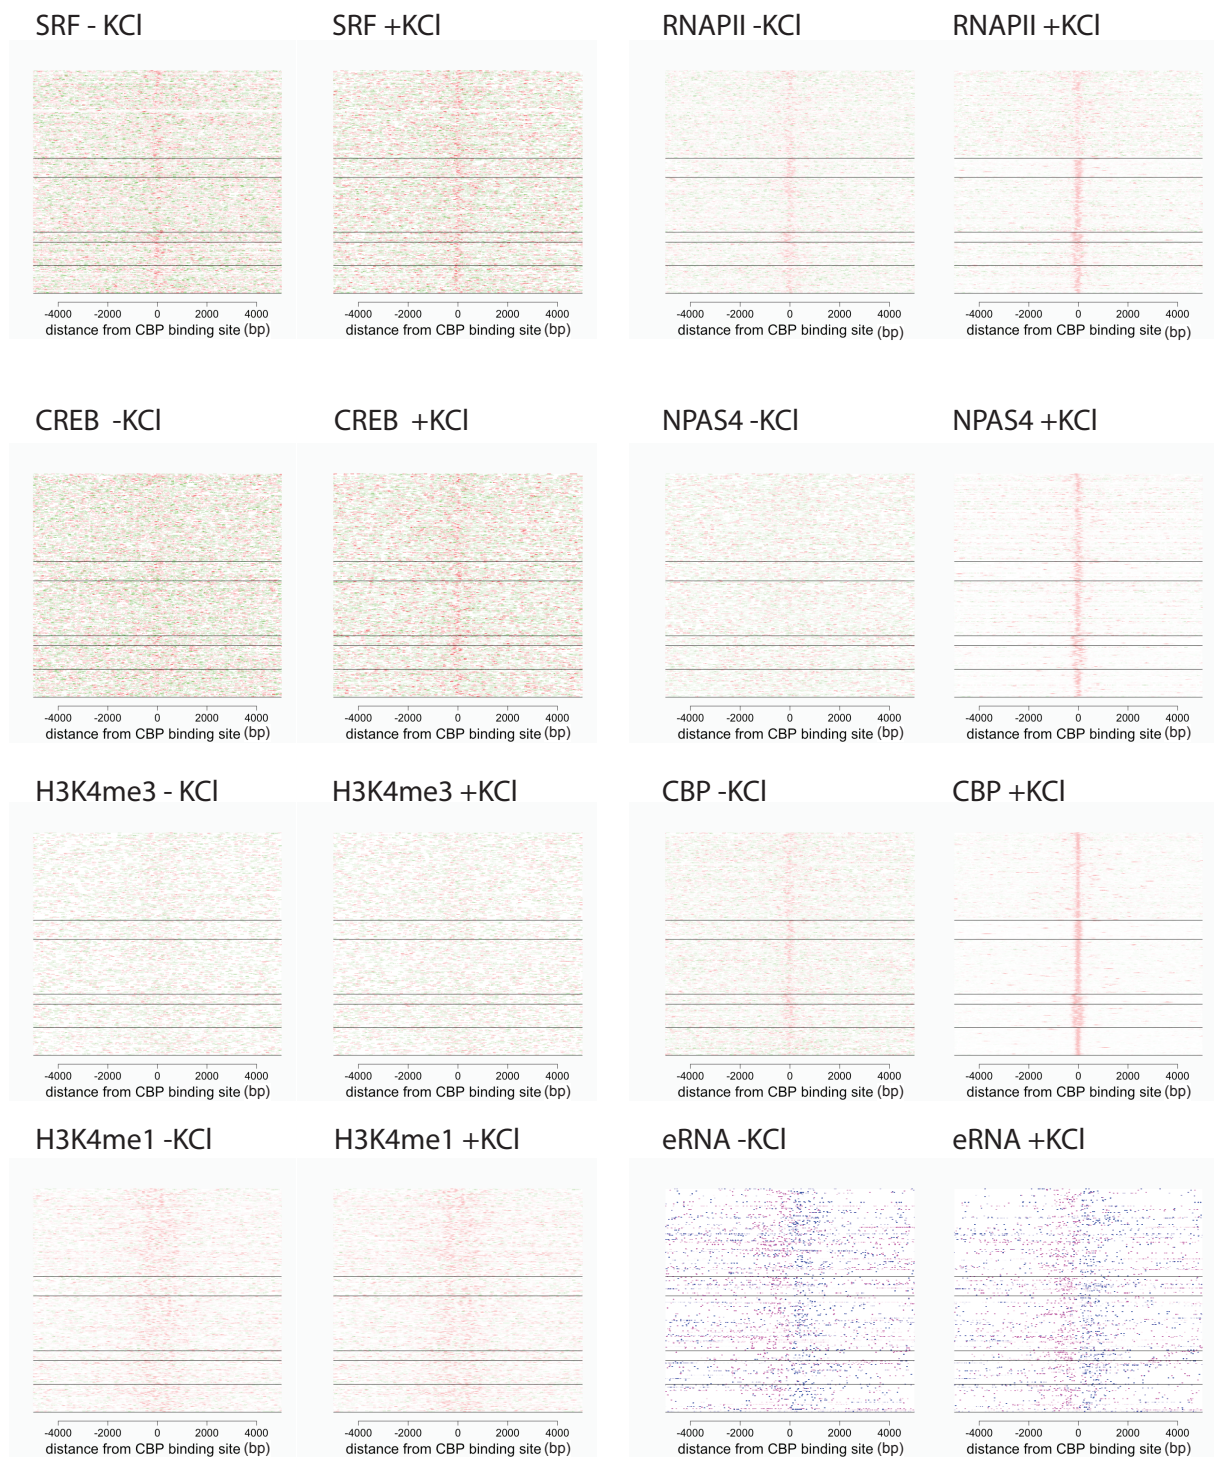 SRF - KCl
SRF +KCl
RNAPII -KCl
RNAPII +KCl
-4000 -2000 0 2000 4000
distance from CBP binding site (bp)
-4000 -2000 0 2000 4000
distance from CBP binding site (bp)
-4000 -2000 0 2000 4000
distance from CBP binding site (bp)
-4000 -2000 0 2000 4000
distance from CBP binding site (bp)
CREB -KCl
CREB +KCl
NPAS4 -KCl
NPAS4 +KCl
-4000 -2000 0 2000 4000
distance from CBP binding site (bp)
-4000 -2000 0 2000 4000
distance from CBP binding site (bp)
-4000 -2000 0 2000 4000
distance from CBP binding site (bp)
-4000 -2000 0 2000 4000
distance from CBP binding site (bp)
H3K4me3 - KCl
H3K4me3 +KCl
CBP -KCl
CBP +KCl
-4000 -2000 0 2000 4000
distance from CBP binding site (bp)
-4000 -2000 0 2000 4000
distance from CBP binding site (bp)
-4000 -2000 0 2000 4000
distance from CBP binding site (bp)
-4000 -2000 0 2000 4000
distance from CBP binding site (bp)
H3K4me1 -KCl
H3K4me1 +KCl
eRNA -KCl
eRNA +KCl
-4000 -2000 0 2000 4000
distance from CBP binding site (bp)
-4000 -2000 0 2000 4000
distance from CBP binding site (bp)
-4000 -2000 0 2000 4000
distance from CBP binding site (bp)
-4000 -2000 0 2000 4000
distance from CBP binding site (bp)